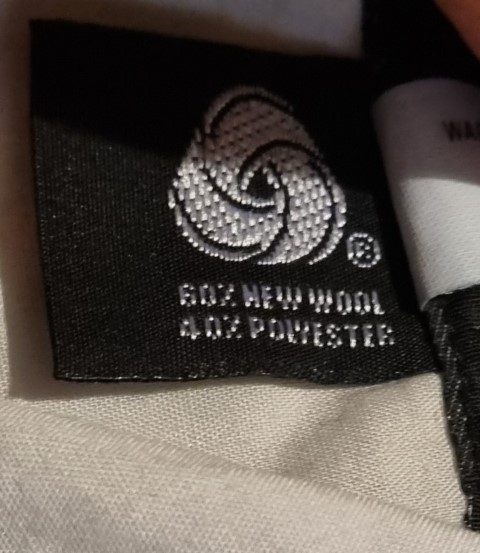 ®
60% NEW WOOL
40% POLYESTER